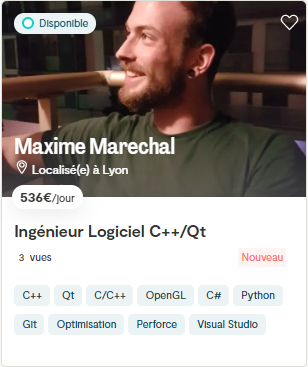 Disponible
Maxime Marechal
Localisé(e) à Lyon
536€/jour
Ingénieur Logiciel C++/Qt
3 vues Nouveau
C++ Qt C/C++ OpenGL C# Python
Git Optimisation Perforce Visual Studio